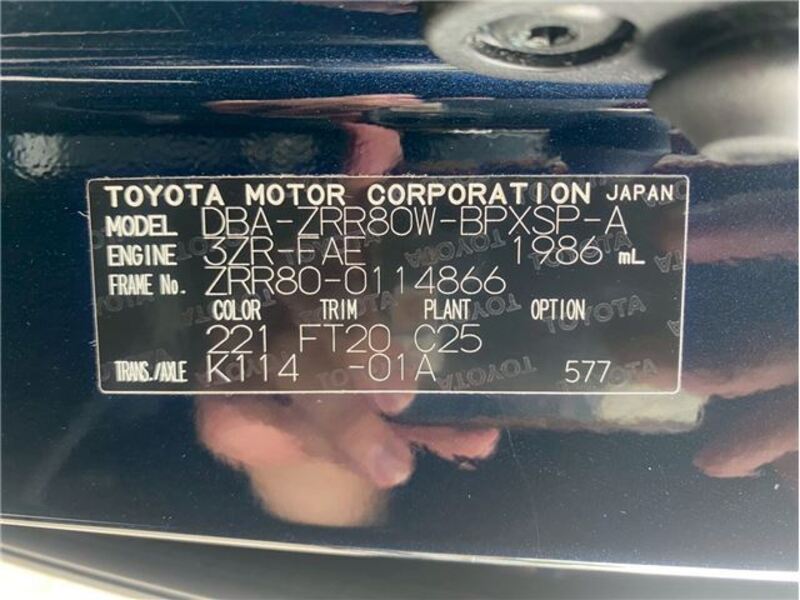 TOYOTA MOTOR CORPORATION JAPAN
MODEL DBA-ZRR80W-BPXSP-A
ENGINE 3ZR-FAE 1986 mL
FRAME No. ZRR80-0114866
COLOR TRIM PLANT OPTION
221 FT20 C25
TRANS./AXLE K114 -01A 577